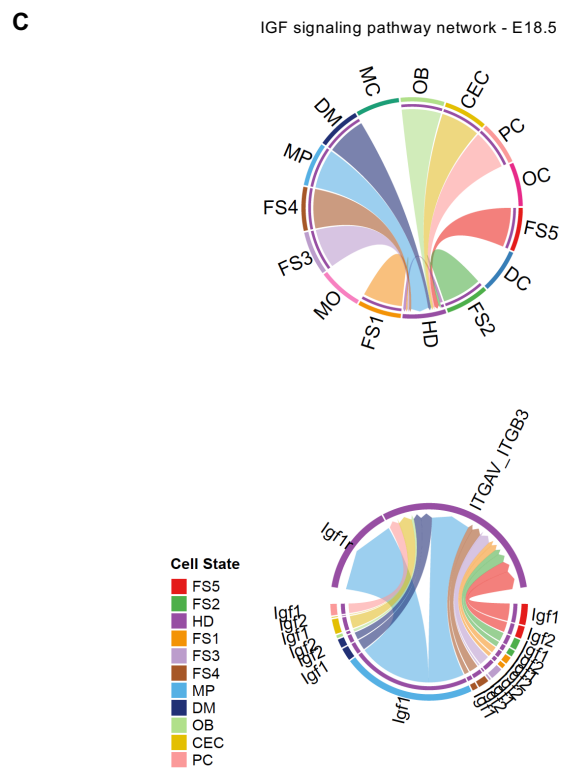 C
IGF signaling pathway network - E18.5
MC
OB
CEC
DM
PC
MP
OC
FS4
FS5
FS3
DC
MO
FS2
FS1
HD
ITGAV_ITGB3
Igf1r
Cell State
FS5
FS2
HD
FS1
FS3
FS4
MP
DM
OB
CEC
PC
Igf1
Igf2
Igf1
Igf2
Igf2
Igf1
Igf1
Igf1
Igf2